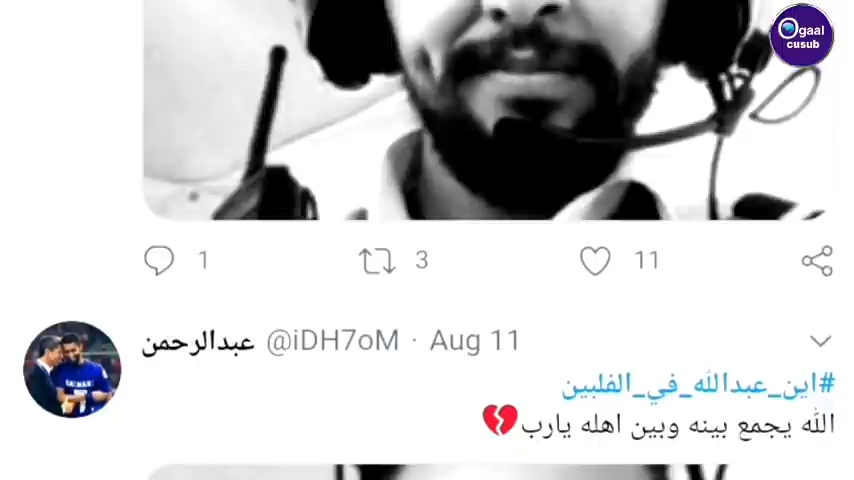 Ogaal
cusub
1 3 11
عبدالرحمن @iDH7oM · Aug 11
#اين_عبدالله_في_الفلبين
الله يجمع بينه وبين اهله يارب💔